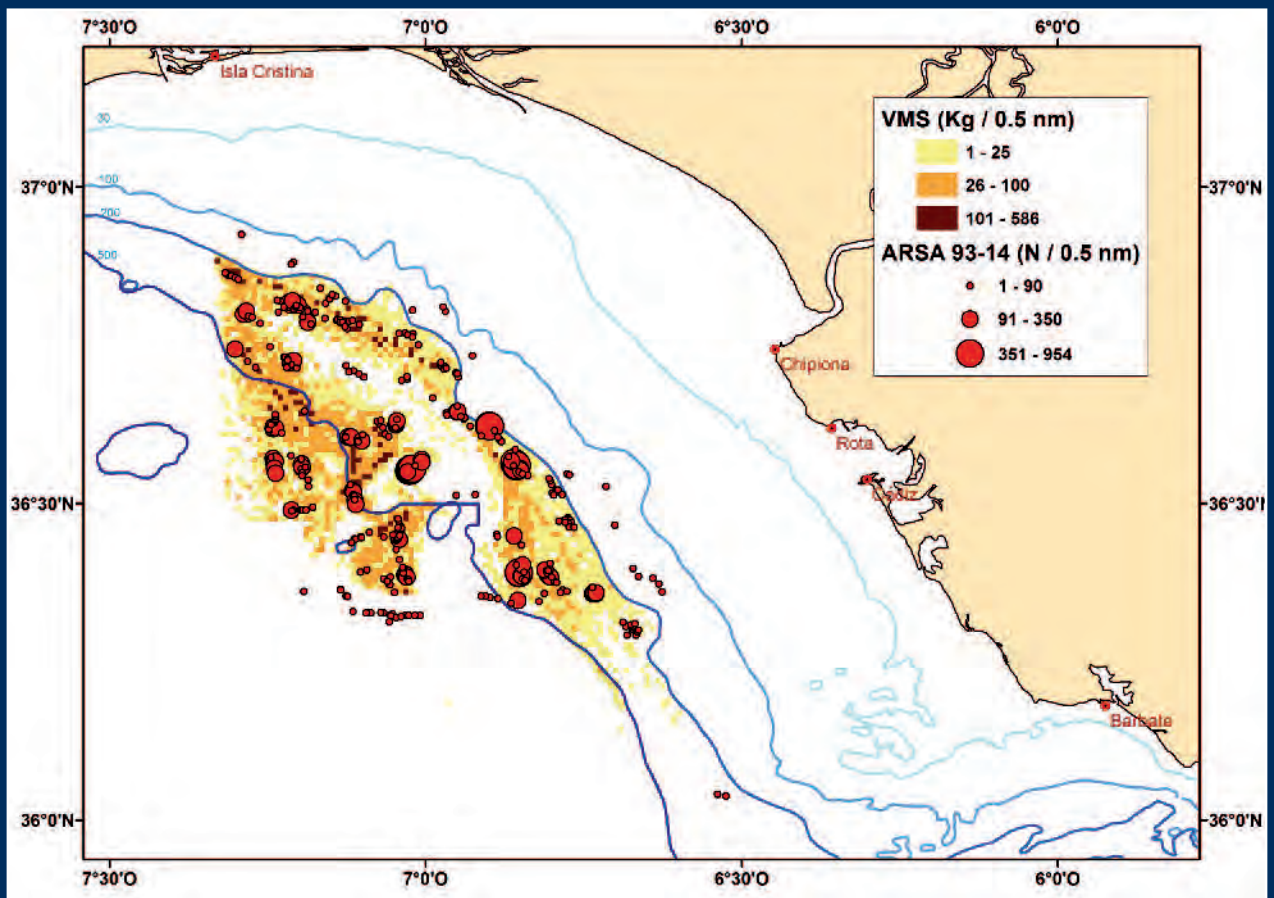 7°30'O 7°0'O 6°30'O 6°0'O
Isla Cristina
30
37°0'N 37°0'N
100
200
500
VMS (Kg / 0.5 nm)
1 - 25
26 - 100
101 - 586
ARSA 93-14 (N / 0.5 nm)
1 - 90
91 - 350
351 - 954
Chipiona
Rota
Cádiz
36°30'N 36°30'N
Barbate
36°0'N 36°0'N
7°30'O 7°0'O 6°30'O 6°0'O